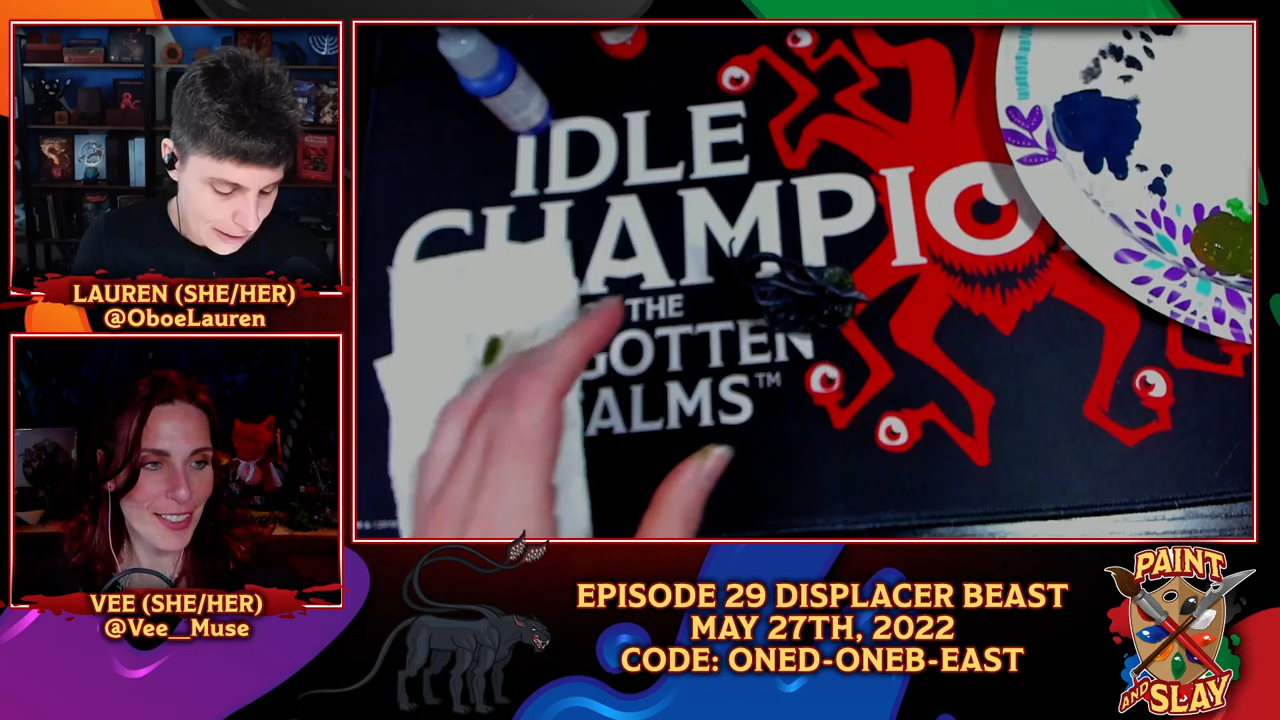 LAUREN (SHE/HER)
@OboeLauren
VEE (SHE/HER)
@Vee__Muse
IDLE
CHAMPIO
THE
GOTTEN
ALMS™
EPISODE 29 DISPLACER BEAST
MAY 27TH, 2022
CODE: ONED-ONEB-EAST
PAINT
AND SLAY